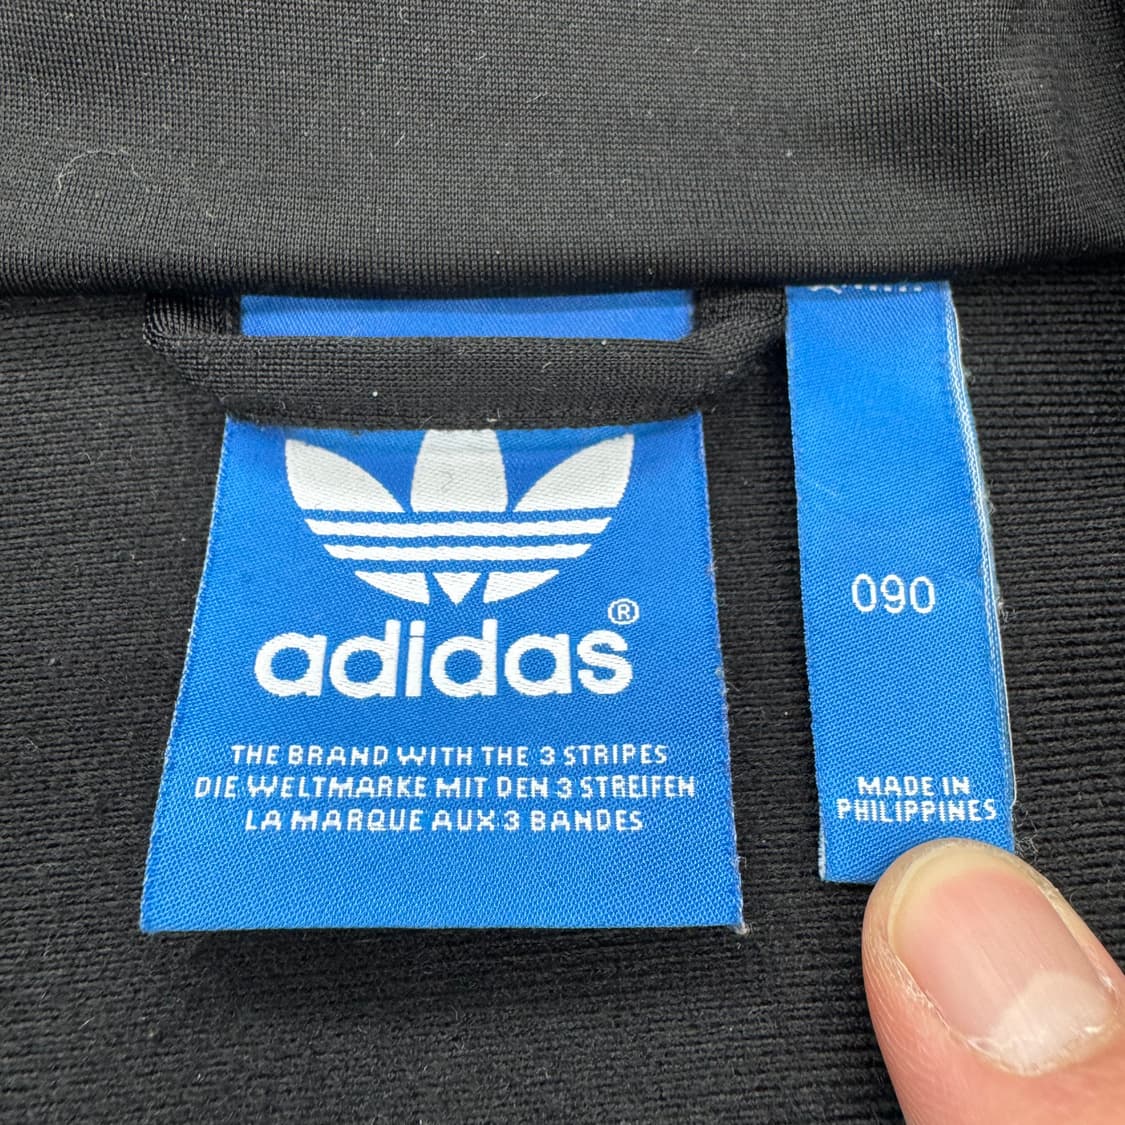 adidas®
THE BRAND WITH THE 3 STRIPES
DIE WELTMARKE MIT DEN 3 STREIFEN
LA MARQUE AUX 3 BANDES
090
MADE IN
PHILIPPINES